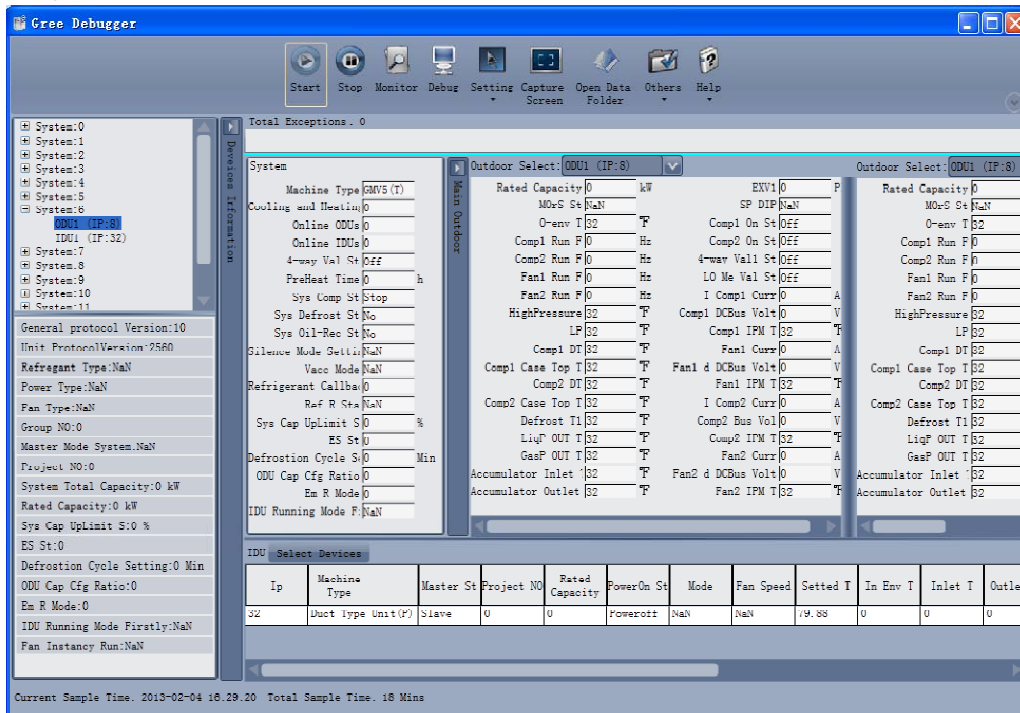 Gree Debugger
Start Stop Monitor Debug Setting Capture Screen Open Data Folder Others Help
System:0
System:1
System:2
System:3
System:4
System:5
System:6
ODU1 (IP:8)
IDU1 (IP:32)
System:7
System.8
System:9
System:10
System:11
General protocol Version:10
Unit ProtocolVersion:2560
Refregant Type:NaN
Power Type:NaN
Fan Type:NaN
Group NO:0
Master Mode System.NaN
Project NO:0
System Total Capacity:0 kW
Rated Capacity:0 kW
Sys Cap UpLimit S:0 %
ES St:0
Defrostion Cycle Setting:0 Min
ODU Cap Cfg Ratio:0
Em R Mode:0
IDU Running Mode Firstly:NaN
Fan Instancy Run:NaN
Deveices Information
Total Exceptions. 0
System
Machine Type GMV5(T)
Cooling and Heating 0
Online ODUs 0
Online IDUs 0
4-way Val St Off
PreHeat Time 0 h
Sys Comp St Stop
Sys Defrost St No
Sys Oil-Rec St No
Silence Mode Settin NaN
Vacc Mode NaN
Refrigerant Callba 0
Ref R Sta NaN
Sys Cap UpLimit S 0 %
ES St 0
Defrostion Cycle S 0 Min
ODU Cap Cfg Ratio 0
Em R Mode 0
IDU Running Mode F: NaN
Main Outdoor
Outdoor Select: ODU1 (IP:8)
Rated Capacity 0 kW EXV1 0 P
MOrS St NaN SP DIP NaN
O-env T 32 ℉ Comp1 On St Off
Comp1 Run F 0 Hz Comp2 On St Off
Comp2 Run F 0 Hz 4-way Val1 St Off
Fan1 Run F 0 Hz LO Me Val St Off
Fan2 Run F 0 Hz I Comp1 Curr 0 A
HighPressure 32 ℉ Comp1 DCBus Volt 0 V
LP 32 ℉ Comp1 IPM T 32 ℉
Comp1 DT 32 ℉ Fan1 Curr 0 A
Comp1 Case Top T 32 ℉ Fan1 d DCBus Volt 0 V
Comp2 DT 32 ℉ Fan1 IPM T 32 ℉
Comp2 Case Top T 32 ℉ I Comp2 Curr 0 A
Defrost T1 32 ℉ Comp2 Bus Vol 0 V
LiqP OUT T 32 ℉ Comp2 IPM T 32 ℉
GasP OUT T 32 ℉ Fan2 Curr 0 A
Accumulator Inlet 32 ℉ Fan2 d DCBus Volt 0 V
Accumulator Outlet 32 ℉ Fan2 IPM T 32 ℉
Outdoor Select: ODU1 (IP:8)
Rated Capacity 0
MOrS St NaN
O-env T 32
Comp1 Run F 0
Comp2 Run F 0
Fan1 Run F 0
Fan2 Run F 0
HighPressure 32
LP 32
Comp1 DT 32
Comp1 Case Top T 32
Comp2 DT 32
Comp2 Case Top T 32
Defrost T1 32
LiqP OUT T 32
GasP OUT T 32
Accumulator Inlet 32
Accumulator Outlet 32
IDU Select Devices
Ip Machine Type Master St Project NO Rated Capacity PowerOn St Mode Fan Speed Setted T In Env T Inlet T Outle
32 Duct Type Unit(P) Slave 0 0 Poweroff NaN NaN 79.88 0 0 0
Current Sample Time. 2013-02-04 16.29.20 Total Sample Time. 18 Mins